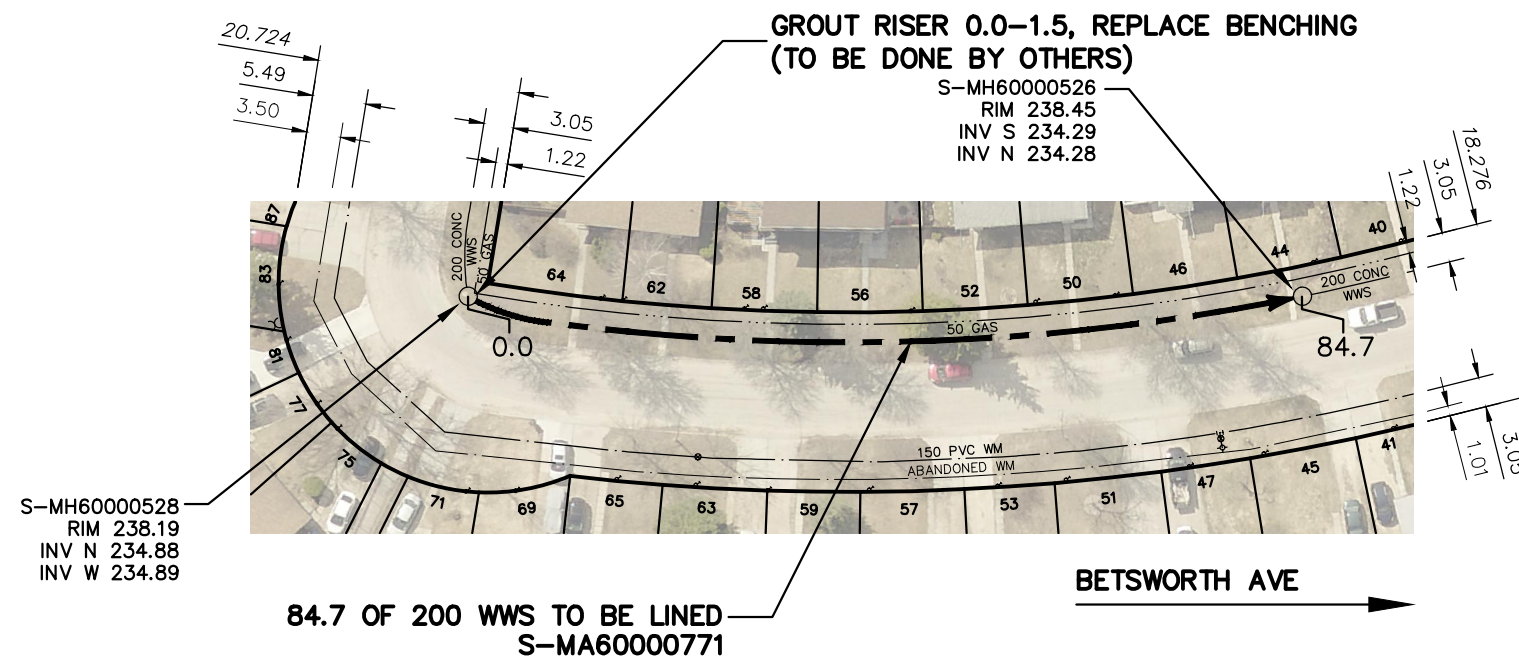 GROUT RISER 0.0–1.5, REPLACE BENCHING
(TO BE DONE BY OTHERS)
S–MH60000526
RIM 238.45
INV S 234.29
INV N 234.28
20.724
5.49
3.50
3.05
1.22
18.276
3.05
1.22
87
83
81
77
75
71
69
65
63
59
57
53
51
47
45
41
200 CONC
WWS
50 GAS
64
62
58
56
52
50
46
44
40
200 CONC
WWS
50 GAS
0.0
84.7
150 PVC WM
ABANDONED WM
1.01
3.05
S–MH60000528
RIM 238.19
INV N 234.88
INV W 234.89
BETSWORTH AVE
84.7 OF 200 WWS TO BE LINED
S–MA60000771